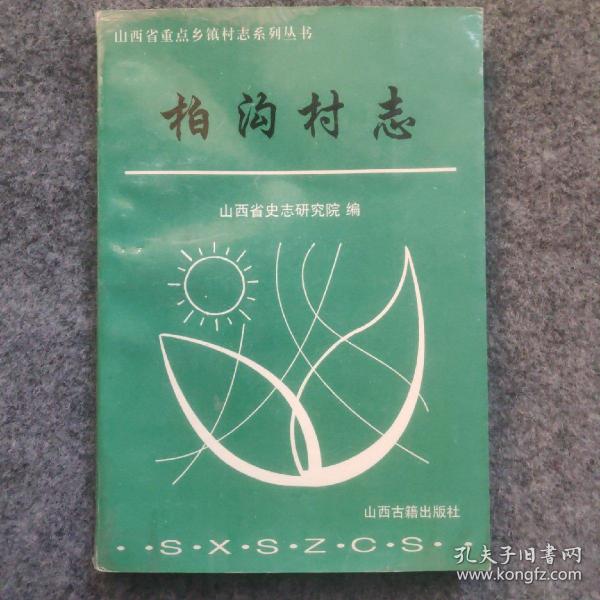 山西省重点乡镇村志系列丛书
柏沟村志
山西省史志研究院 编
山西古籍出版社
··S·X·S·Z·C·S··
孔夫子旧书网
www.kongfz.com